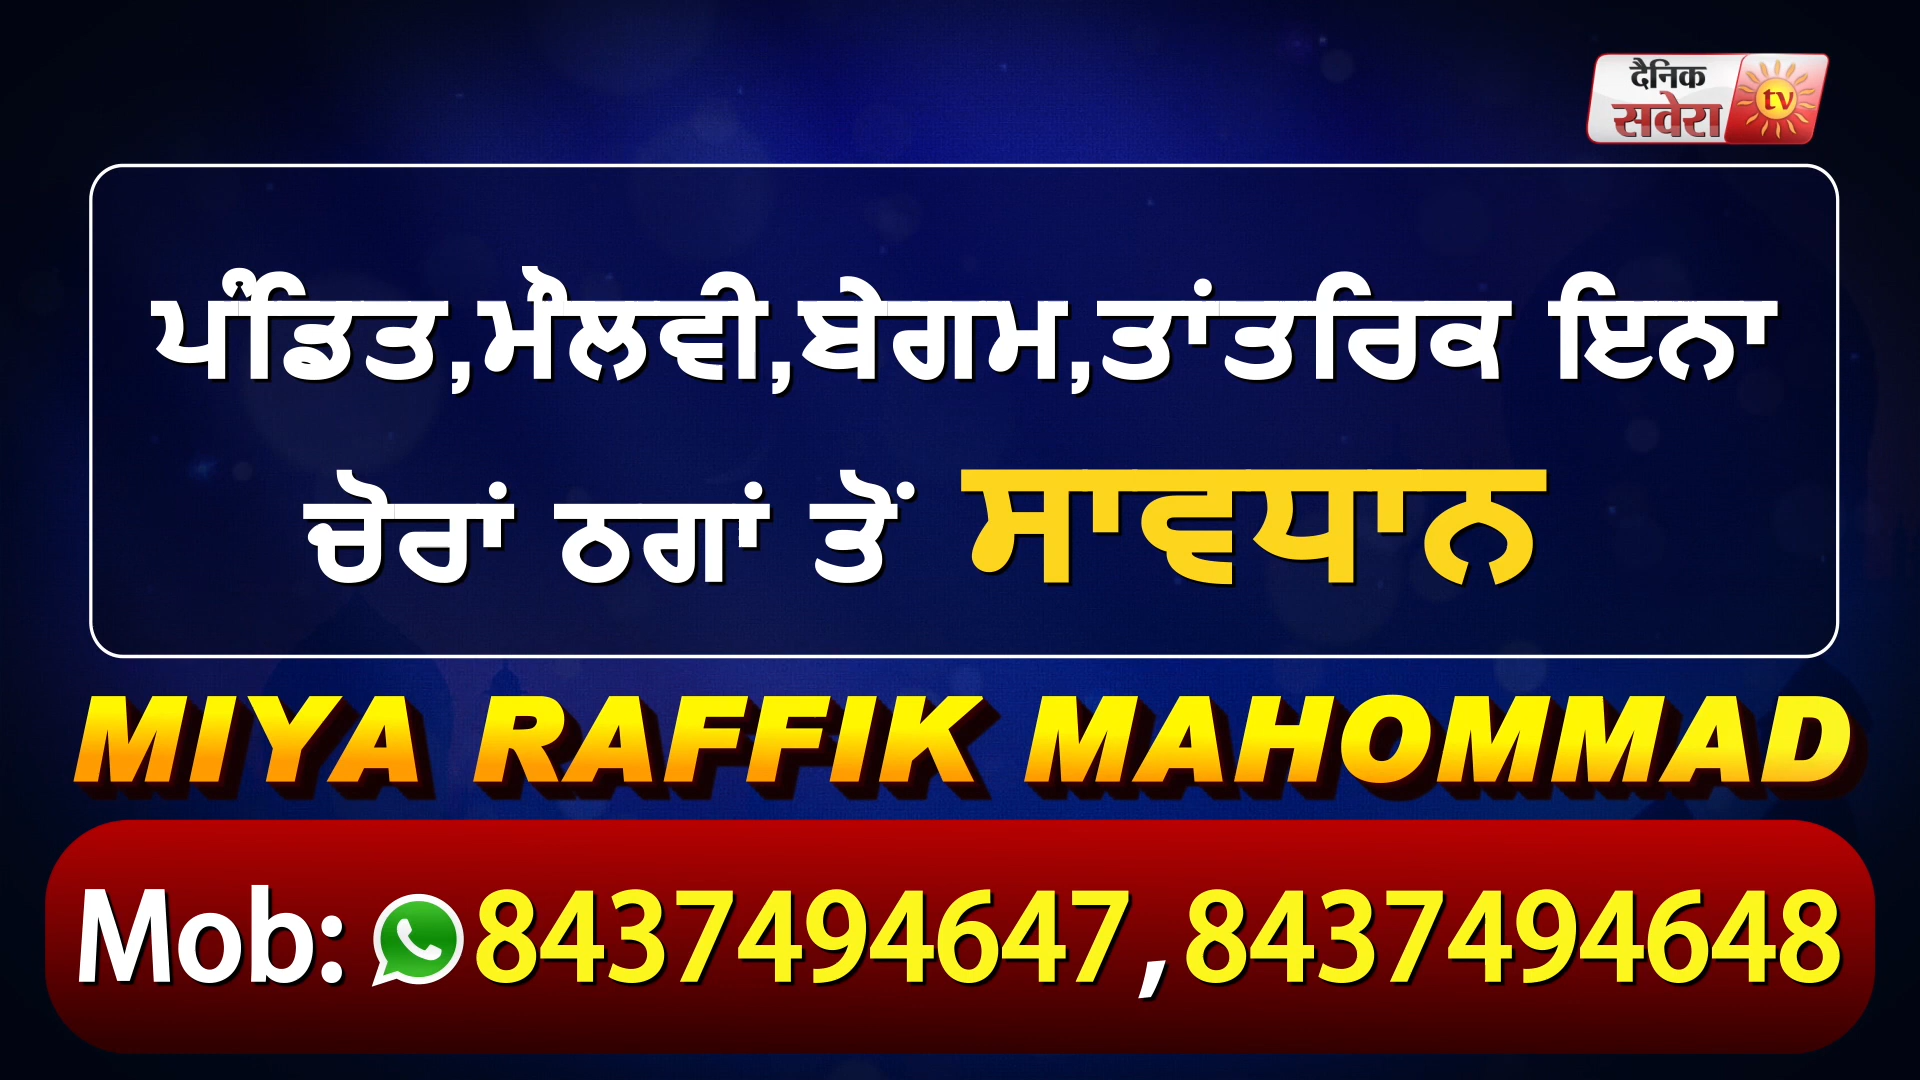 दैनिक
सवेरा tv
ਪੰਡਿਤ,ਮੌਲਵੀ,ਬੇਗਮ,ਤਾਂਤਰਿਕ ਇਨਾ
ਚੋਰਾਂ ਠਗਾਂ ਤੋਂ ਸਾਵਧਾਨ
MIYA RAFFIK MAHOMMAD
Mob: 8437494647, 8437494648